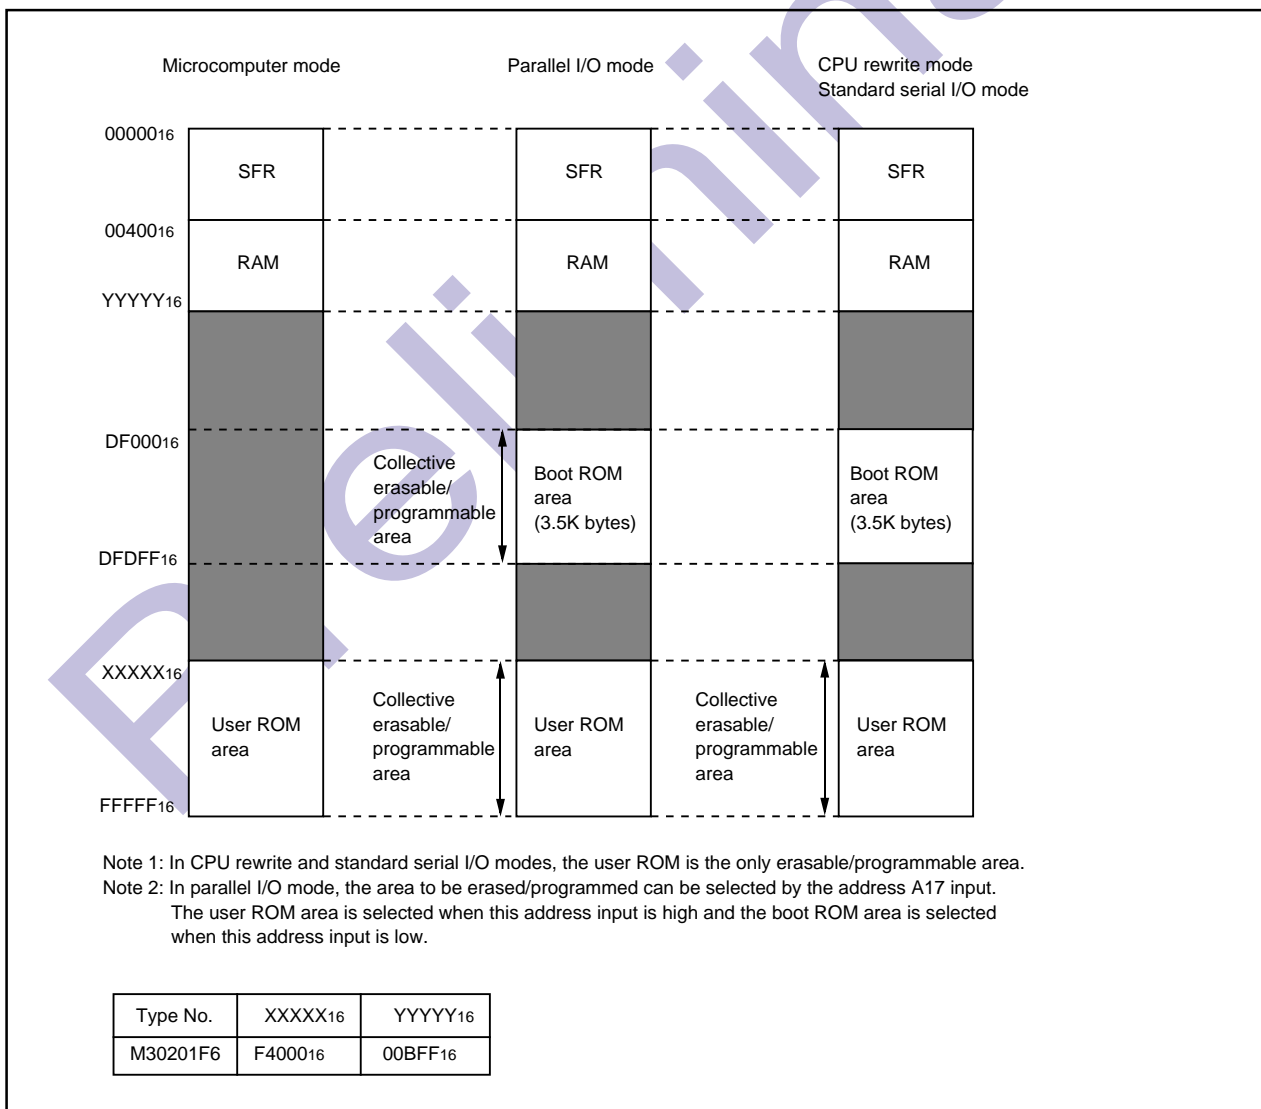 Microcomputer mode
Parallel I/O mode
CPU rewrite mode
Standard serial I/O mode
0000016
SFR
SFR
SFR
0040016
RAM
RAM
RAM
YYYYY16
DF00016
Collective
erasable/
programmable
area
Boot ROM
area
(3.5K bytes)
Boot ROM
area
(3.5K bytes)
DFDFF16
XXXXX16
User ROM
area
Collective
erasable/
programmable
area
User ROM
area
Collective
erasable/
programmable
area
User ROM
area
FFFFF16
Note 1: In CPU rewrite and standard serial I/O modes, the user ROM is the only erasable/programmable area.
Note 2: In parallel I/O mode, the area to be erased/programmed can be selected by the address A17 input.
The user ROM area is selected when this address input is high and the boot ROM area is selected
when this address input is low.
Type No. XXXXX16 YYYYY16
M30201F6 F400016 00BFF16
Prelimina